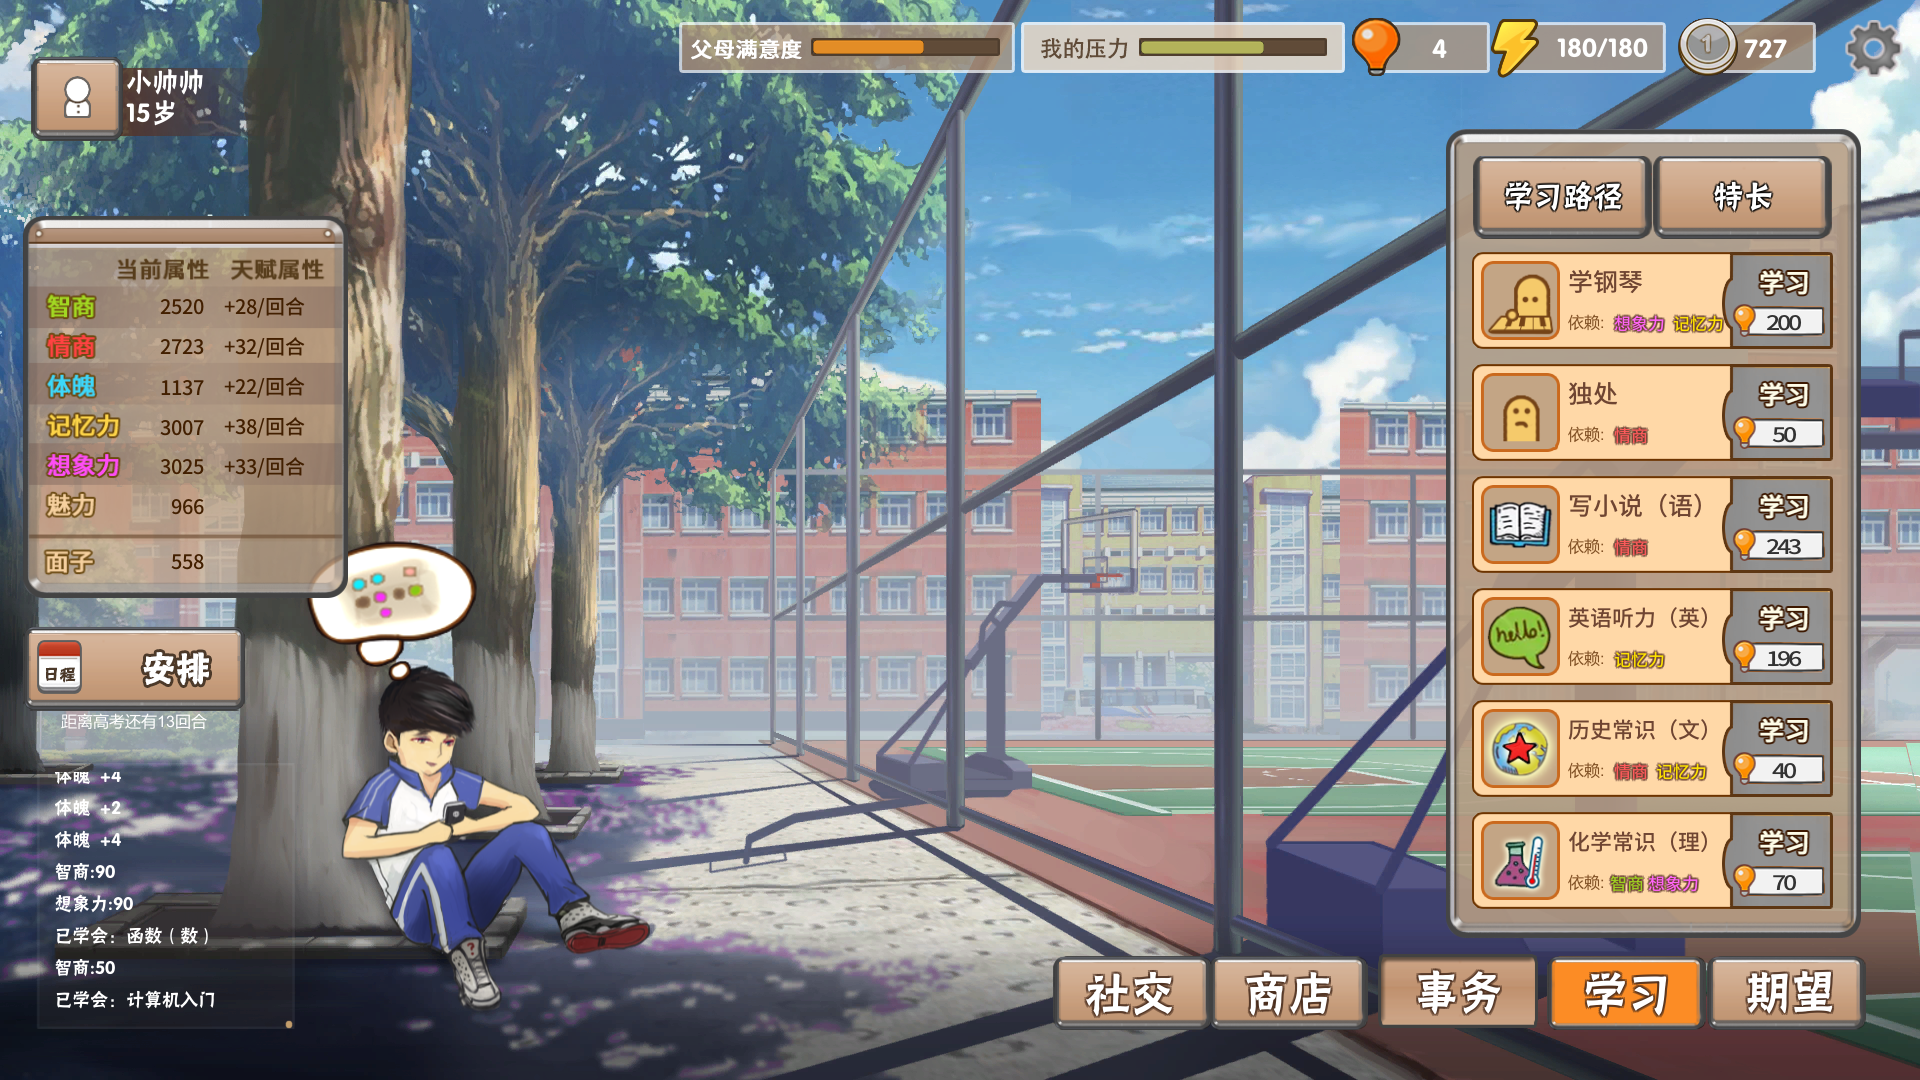 父母满意度
我的压力
4
180/180
1
727
小帅帅
15岁
当前属性 天赋属性
智商 2520 +28/回合
情商 2723 +32/回合
体魄 1137 +22/回合
记忆力 3007 +38/回合
想象力 3025 +33/回合
魅力 966
面子 558
日程 安排
距离高考还有13回合
体魄 +4
体魄 +2
体魄 +4
智商:90
想象力:90
已学会：函数（数）
智商:50
已学会：计算机入门
学习路径 特长
学钢琴 学习
依赖: 想象力 记忆力 200
独处 学习
依赖: 情商 50
写小说（语） 学习
依赖: 情商 243
hello!
英语听力（英） 学习
依赖: 记忆力 196
历史常识（文） 学习
依赖: 情商 记忆力 40
化学常识（理） 学习
依赖: 智商 想象力 70
社交 商店 事务 学习 期望